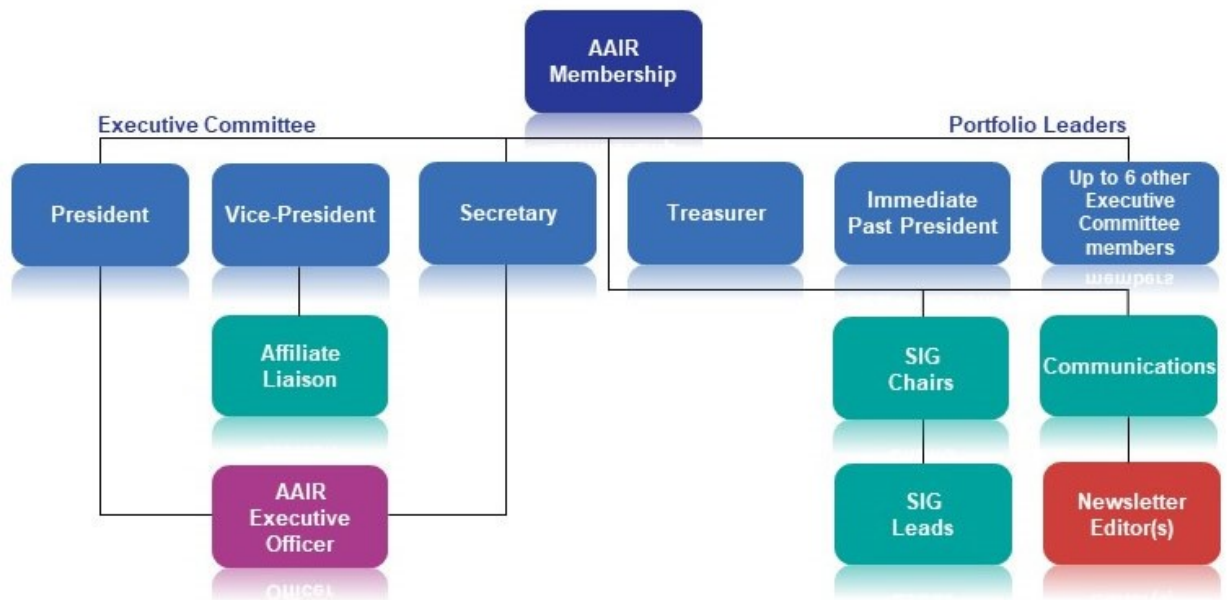 AAIR
Membership
Executive Committee
Portfolio Leaders
President
Vice-President
Secretary
Treasurer
Immediate
Past President
Up to 6 other
Executive
Committee
members
Affiliate
Liaison
SIG
Chairs
Communications
AAIR
Executive
Officer
SIG
Leads
Newsletter
Editor(s)